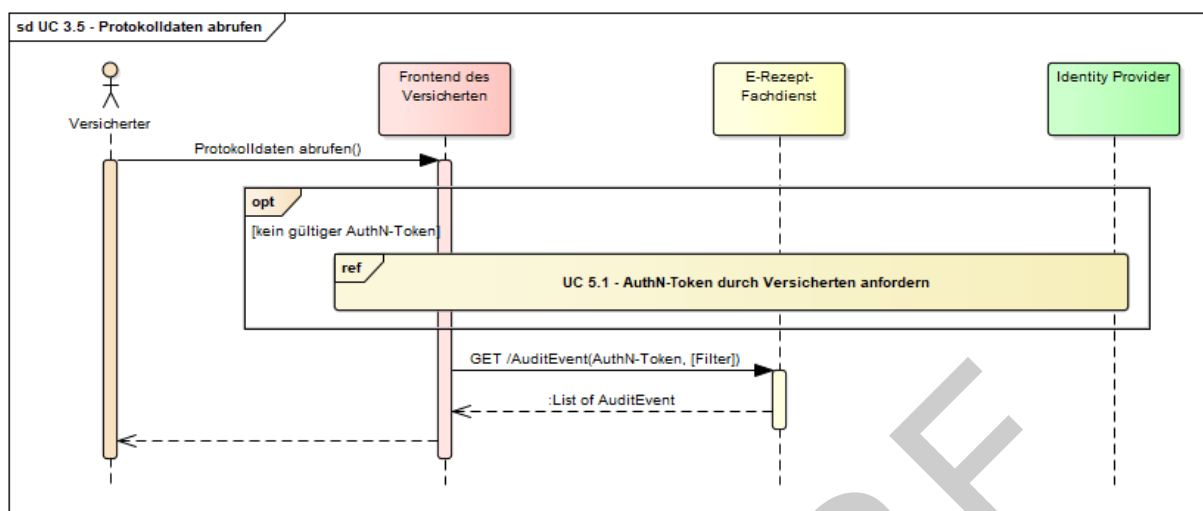 sd UC 3.5 - Protokolldaten abrufen
Versicherter
Frontend des
Versicherten
E-Rezept-
Fachdienst
Identity Provider
Protokolldaten abrufen()
opt
[kein gültiger AuthN-Token]
ref
UC 5.1 - AuthN-Token durch Versicherten anfordern
GET /AuditEvent(AuthN-Token, [Filter])
:List of AuditEvent